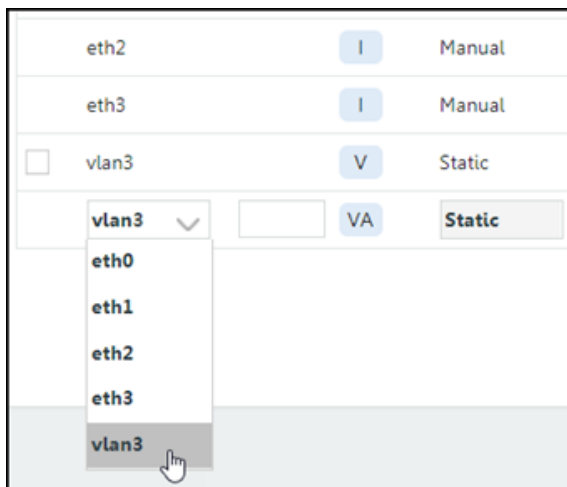 eth2 I Manual
eth3 I Manual
vlan3 V Static
vlan3 VA Static
eth0
eth1
eth2
eth3
vlan3